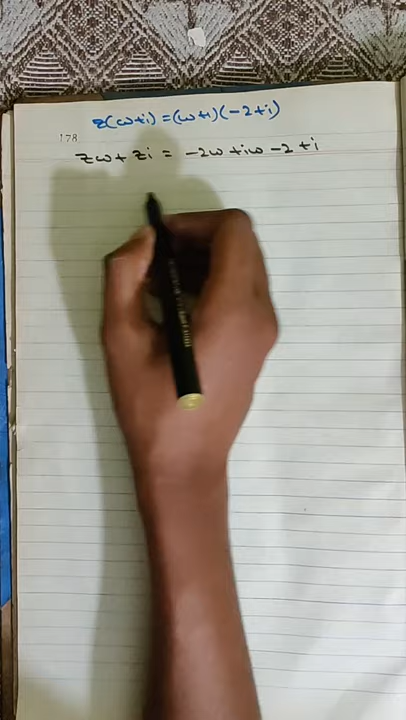 z(ω+i) = (ω+1)(-2+i)
178
zω + zi = -2ω + iω - 2 + i